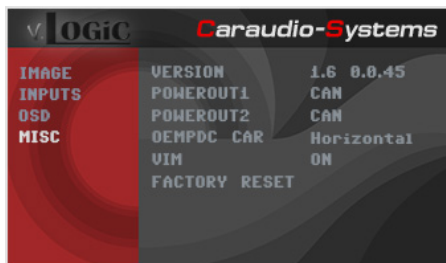 v.LOGiC Caraudio-Systems
IMAGE VERSION 1.6 0.0.45
INPUTS POWEROUT1 CAN
OSD POWEROUT2 CAN
MISC OEMPDC CAR Horizontal
VIM ON
FACTORY RESET